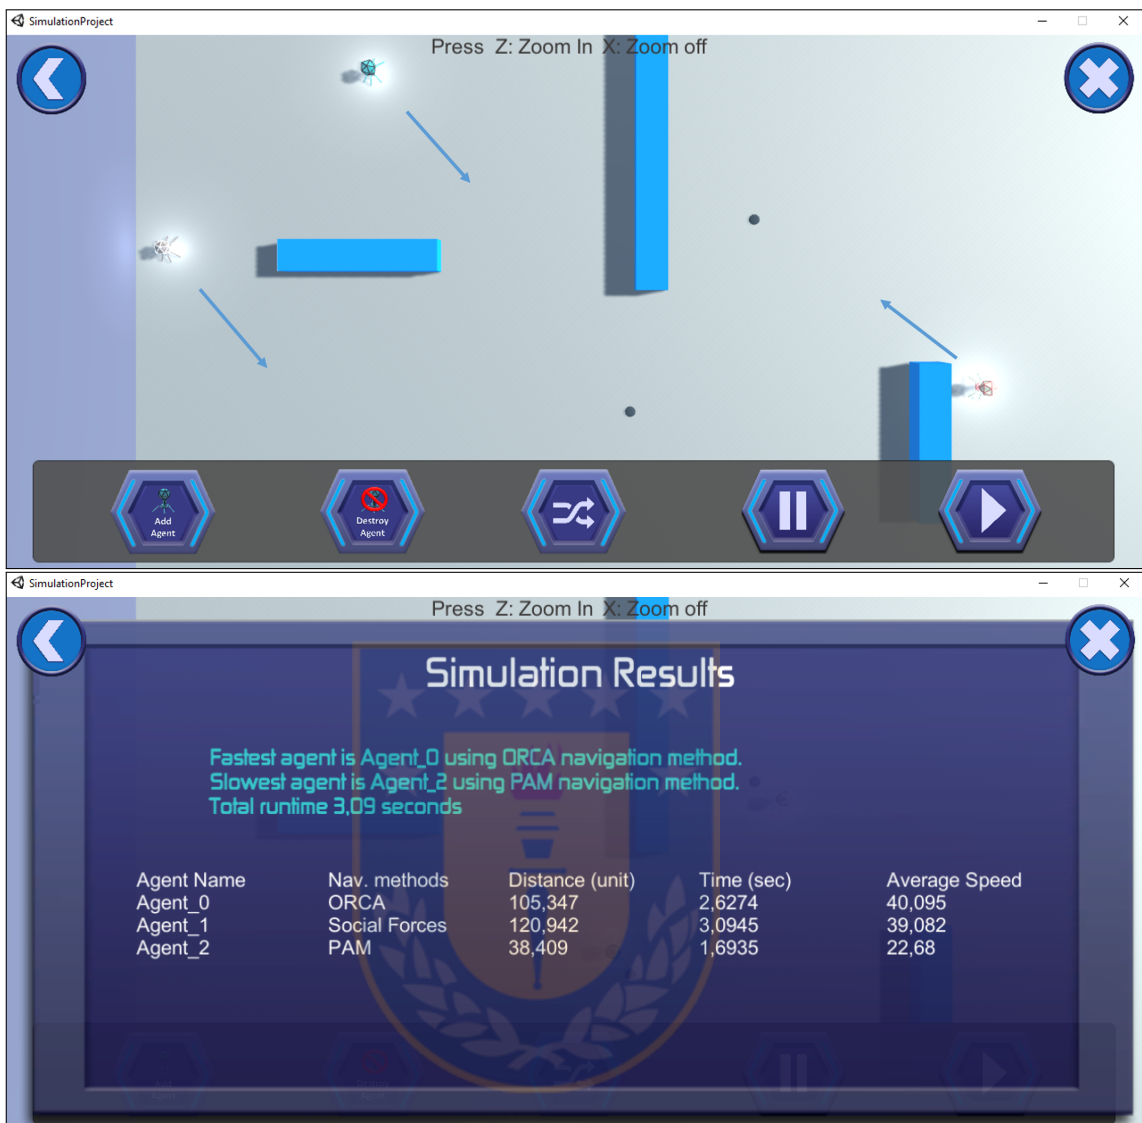 SimulationProject
Press Z: Zoom In X: Zoom off
Add
Agent
Destroy
Agent
SimulationProject
Press Z: Zoom In X: Zoom off
Simulation Results
Fastest agent is Agent_0 using ORCA navigation method.
Slowest agent is Agent_2 using PAM navigation method.
Total runtime 3,09 seconds
Agent Name Nav. methods Distance (unit) Time (sec) Average Speed
Agent_0 ORCA 105,347 2,6274 40,095
Agent_1 Social Forces 120,942 3,0945 39,082
Agent_2 PAM 38,409 1,6935 22,68